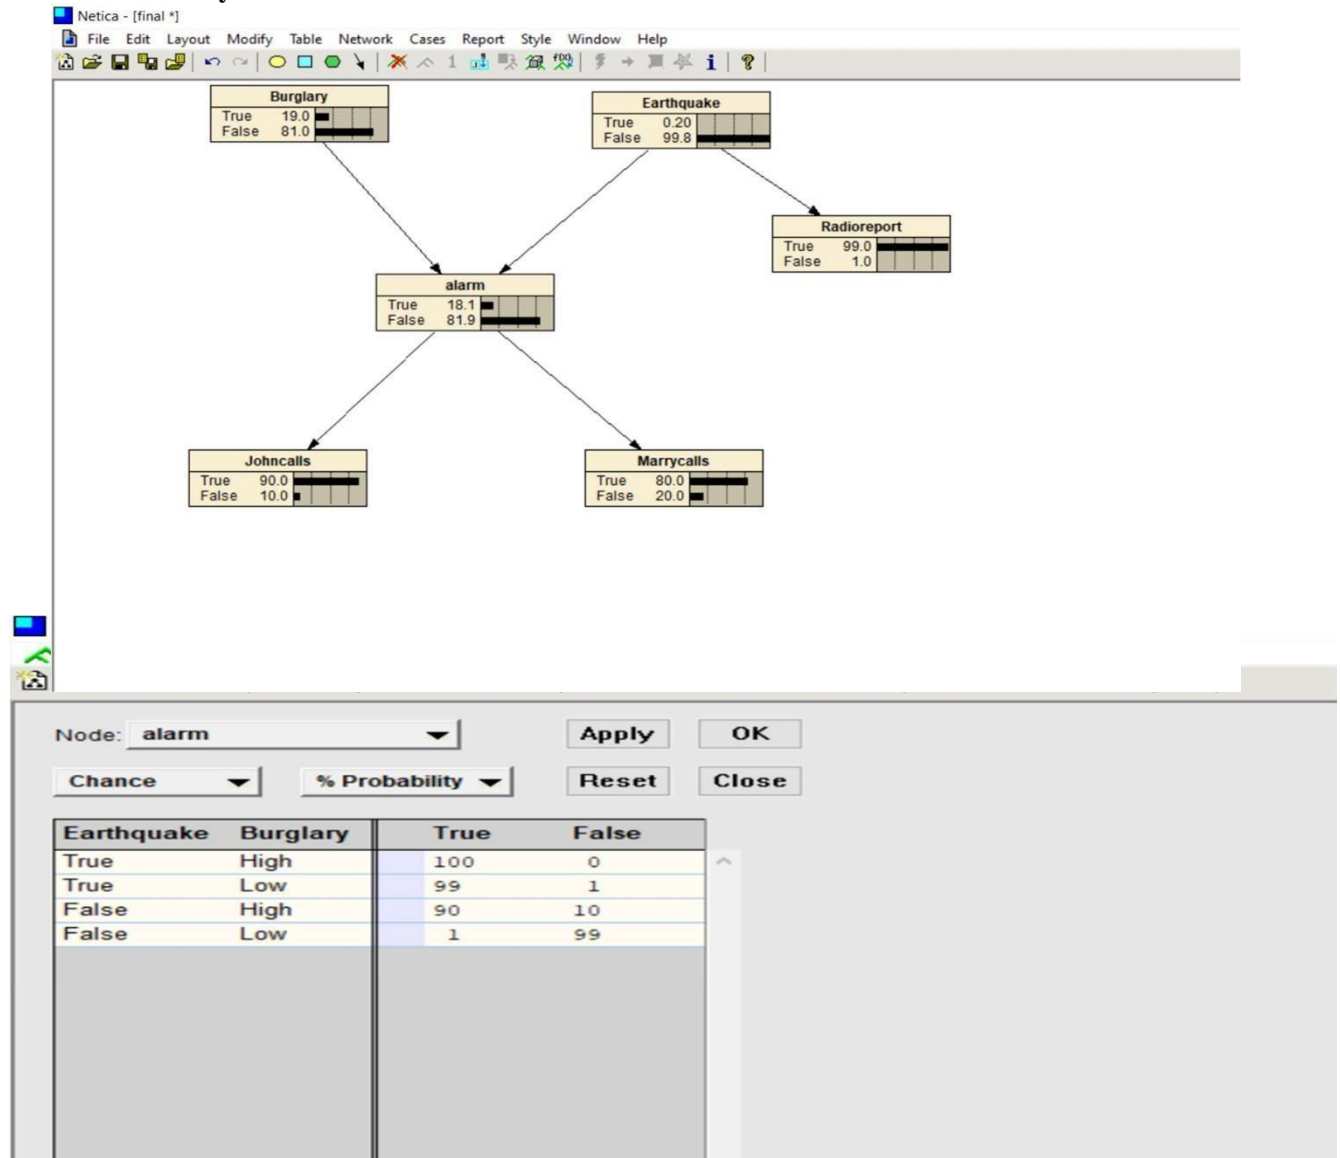 Netica - [final *]
File Edit Layout Modify Table Network Cases Report Style Window Help
Burglary
True 19.0
False 81.0
Earthquake
True 0.20
False 99.8
Radioreport
True 99.0
False 1.0
alarm
True 18.1
False 81.9
Johncalls
True 90.0
False 10.0
Marrycalls
True 80.0
False 20.0
Node: alarm Apply OK
Chance % Probability Reset Close
Earthquake Burglary True False
True High 100 0
True Low 99 1
False High 90 10
False Low 1 99